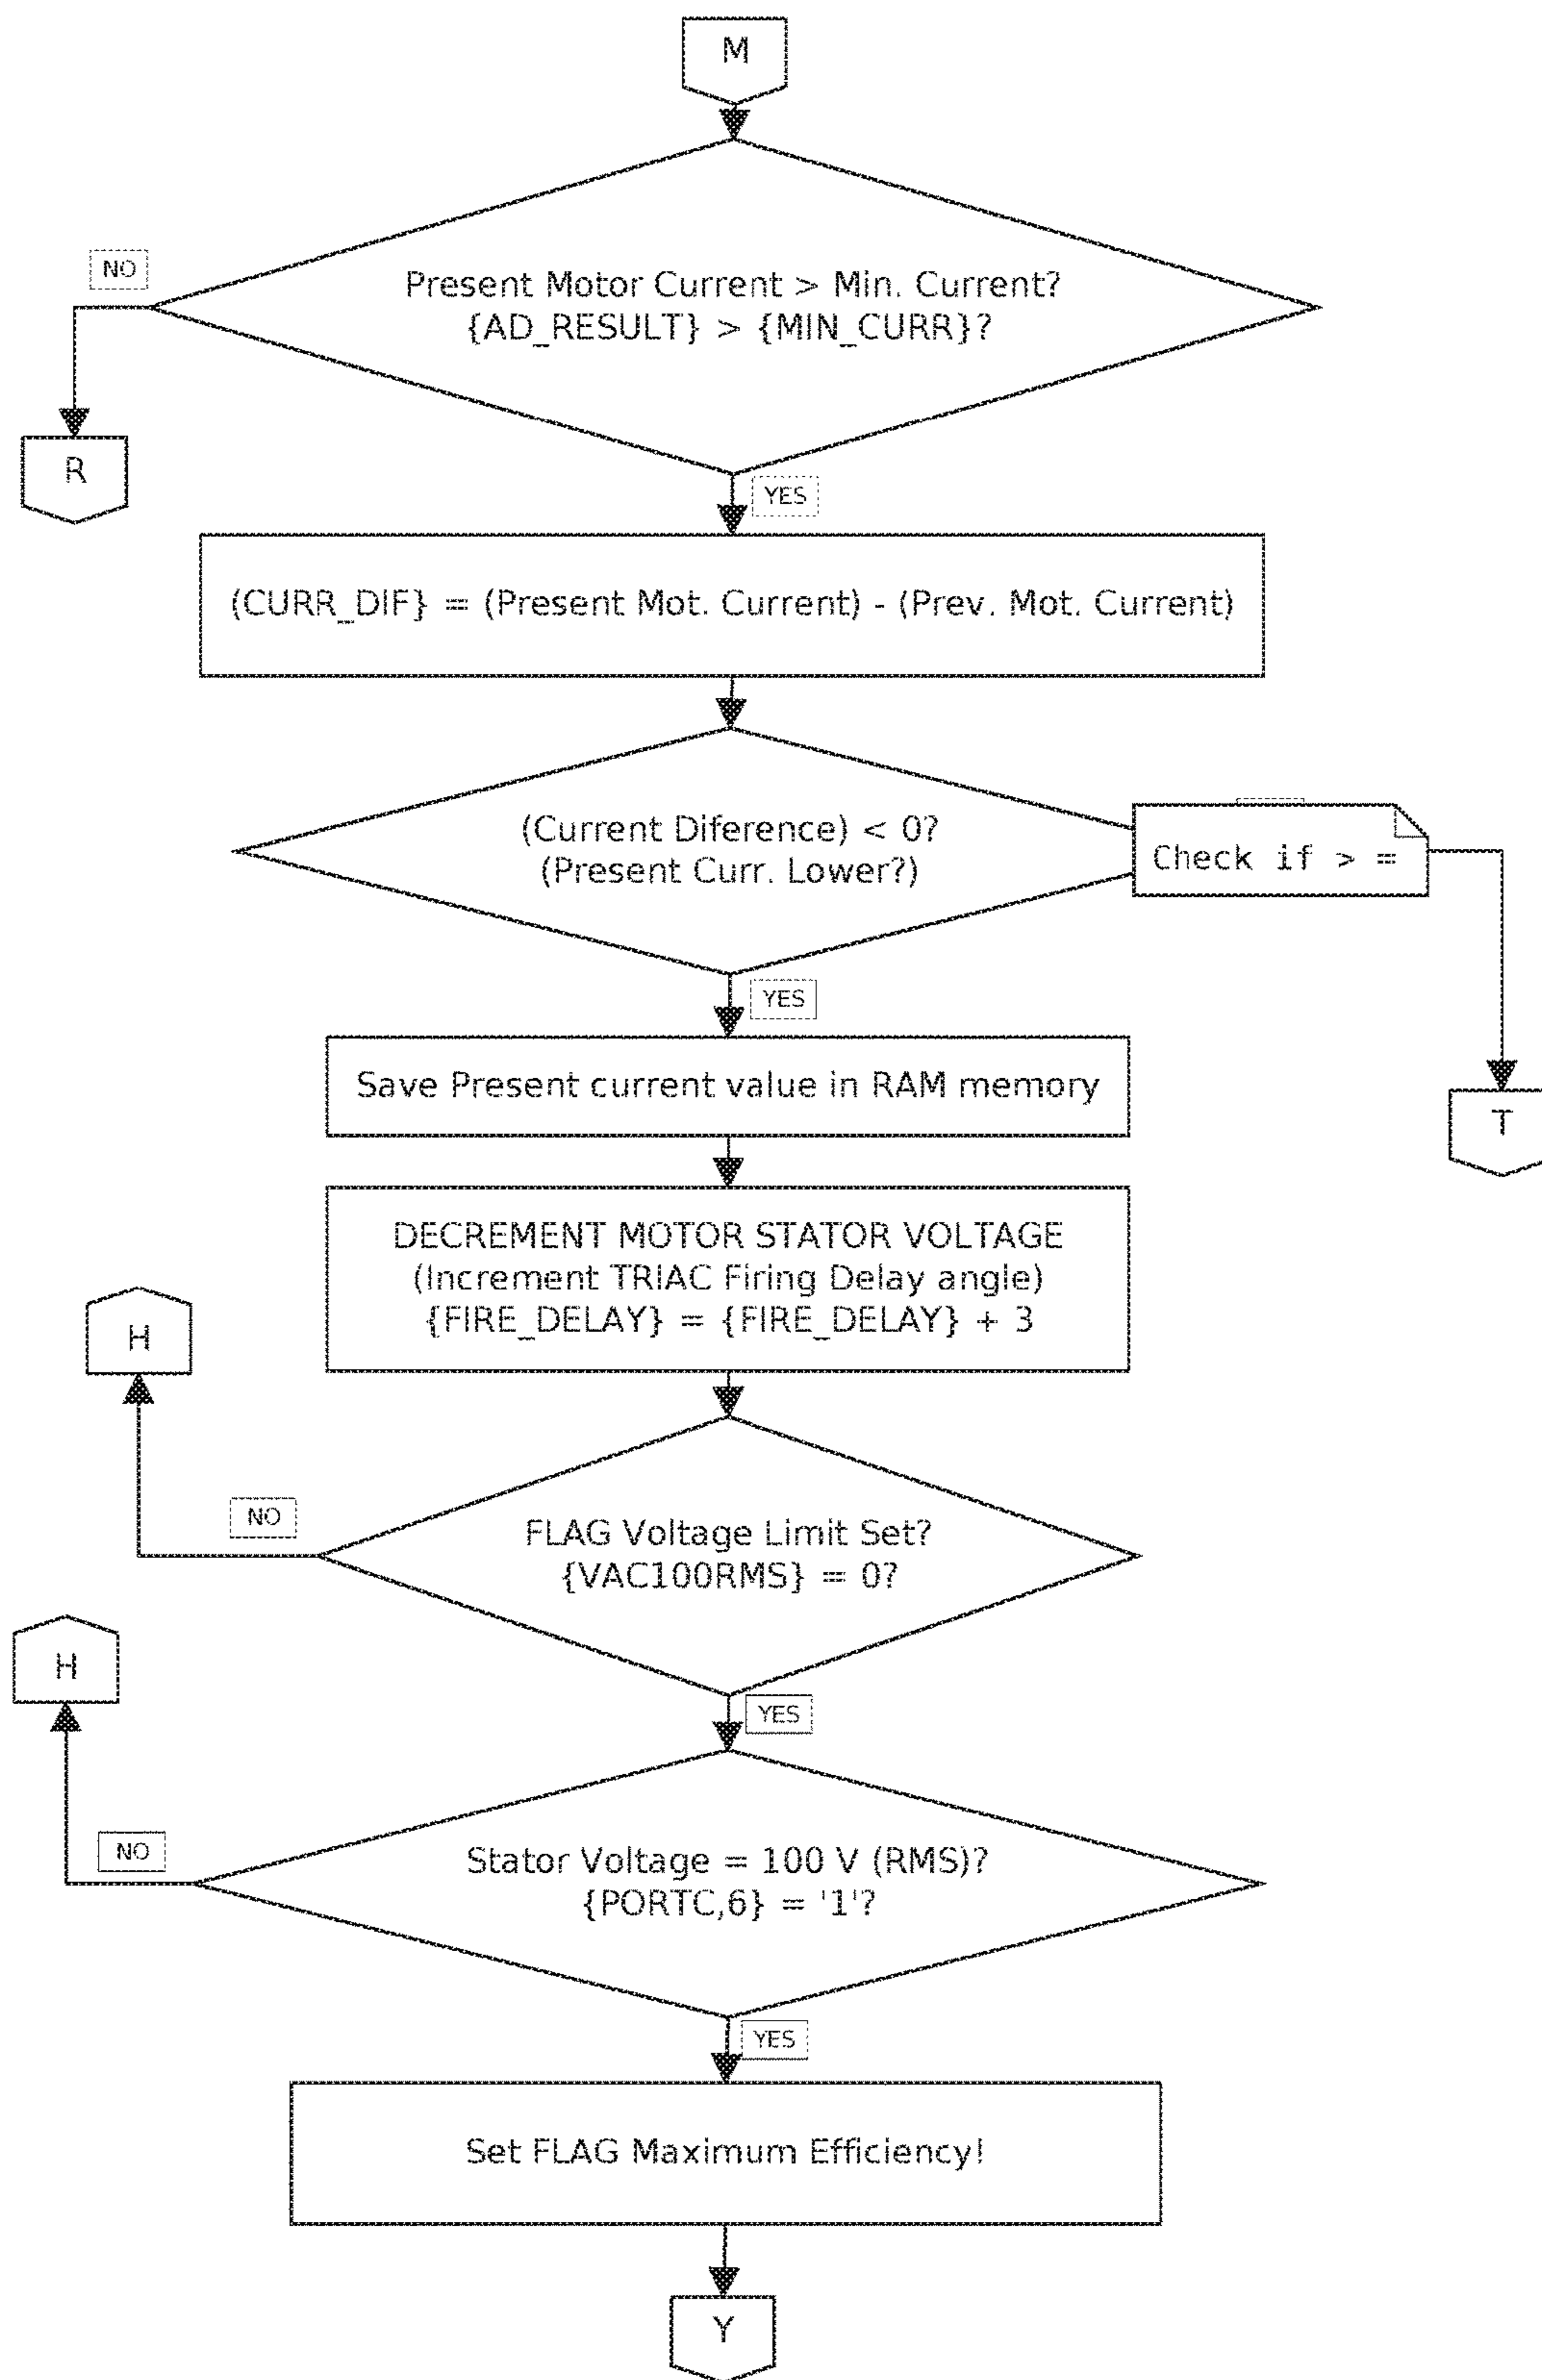 M
NO
Present Motor Current > Min. Current?
{AD_RESULT} > {MIN_CURR}?
R
YES
(CURR_DIF} = (Present Mot. Current) - (Prev. Mot. Current)
(Current Diference) < 0?
(Present Curr. Lower?)
Check if > =
YES
Save Present current value in RAM memory
T
DECREMENT MOTOR STATOR VOLTAGE
(Increment TRIAC Firing Delay angle)
{FIRE_DELAY} = {FIRE_DELAY} + 3
H
NO
FLAG Voltage Limit Set?
{VAC100RMS} = 0?
H
YES
NO
Stator Voltage = 100 V (RMS)?
{PORTC,6} = '1'?
YES
Set FLAG Maximum Efficiency!
Y